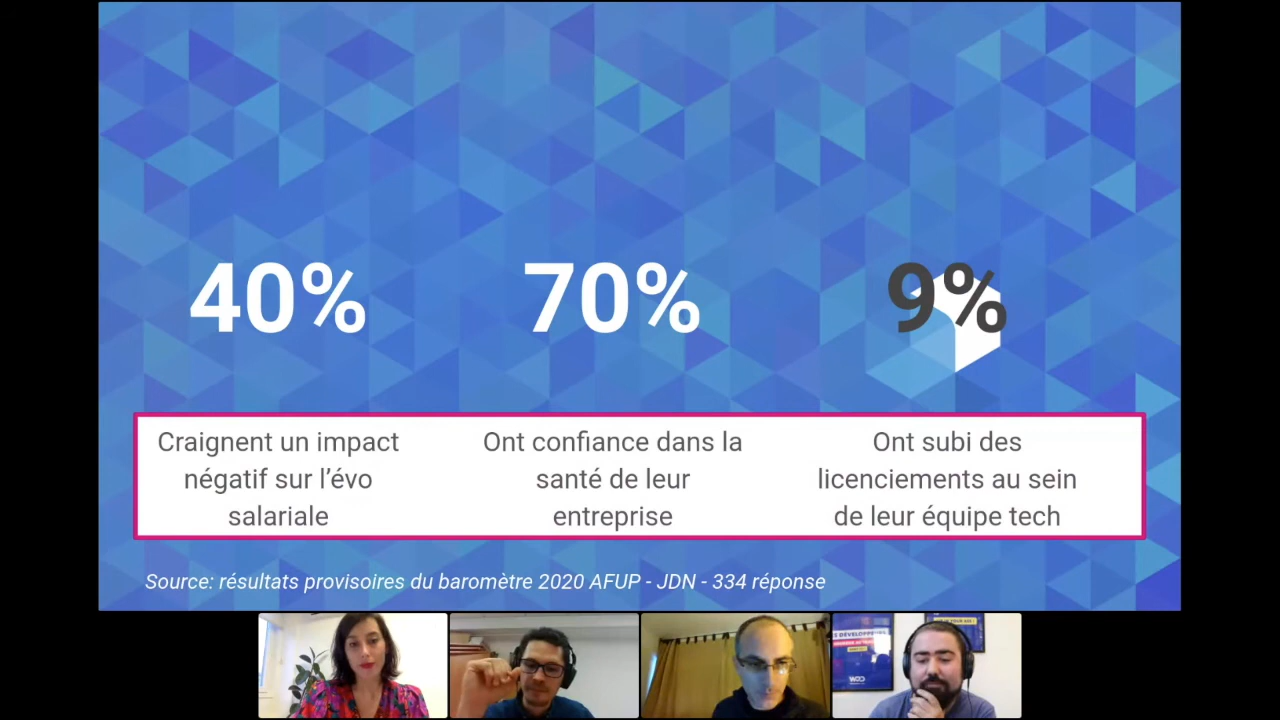 40%
70%
9%
Craignent un impact
négatif sur l’évo
salariale
Ont confiance dans la
santé de leur
entreprise
Ont subi des
licenciements au sein
de leur équipe tech
Source: résultats provisoires du baromètre 2020 AFUP - JDN - 334 réponse
DÉVELOPPEURS